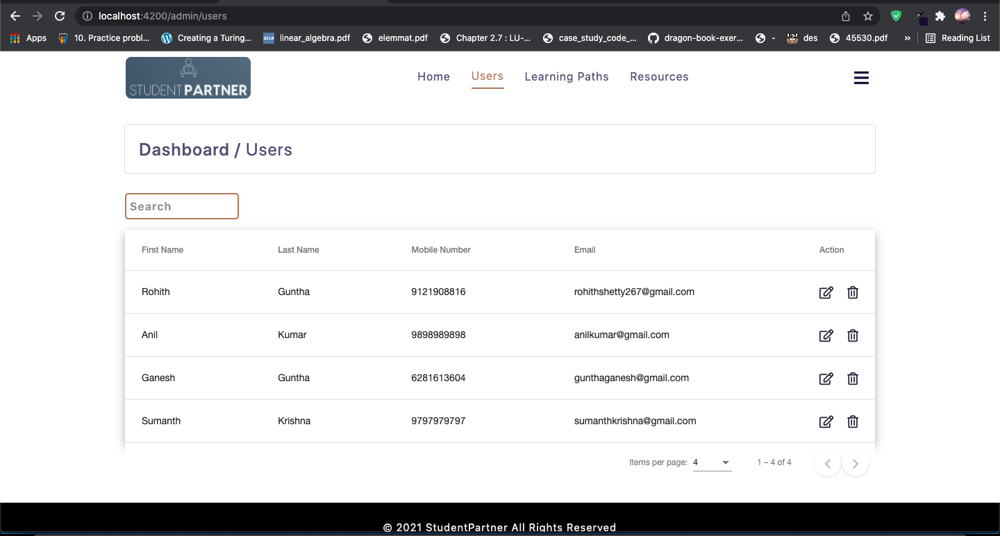 localhost:4200/admin/users
Apps 10. Practice probl... Creating a Turing... UCLR linear_algebra.pdf elemmat.pdf Chapter 2.7 : LU-... case_study_code_... dragon-book-exer... - des 45530.pdf » Reading List
STUDENTPARTNER Home Users Learning Paths Resources
Dashboard / Users
Search
First Name Last Name Mobile Number Email Action
Rohith Guntha 9121908816 rohithshetty267@gmail.com
Anil Kumar 9898989898 anilkumar@gmail.com
Ganesh Guntha 6281613604 gunthaganesh@gmail.com
Sumanth Krishna 9797979797 sumanthkrishna@gmail.com
Items per page: 4 1 – 4 of 4
© 2021 StudentPartner All Rights Reserved